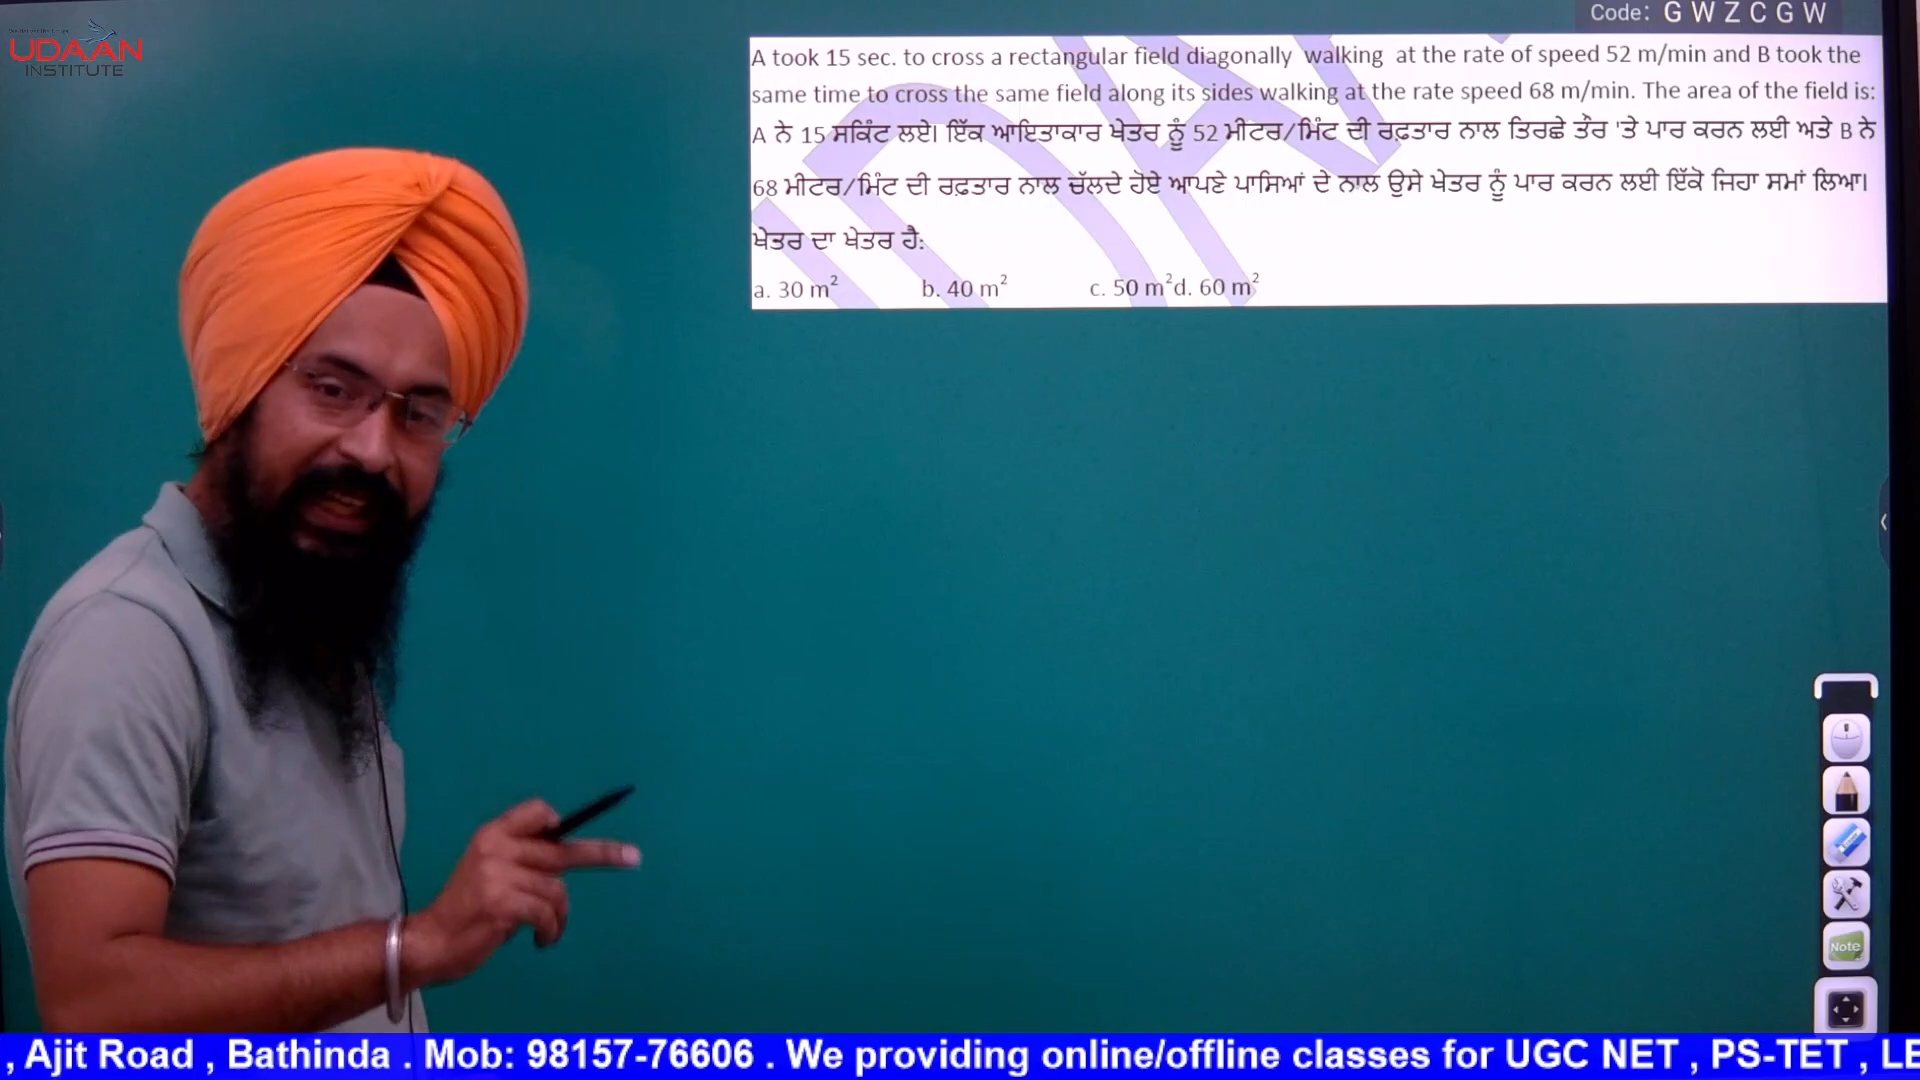 Code: G W Z C G W
UDAAN
INSTITUTE
A took 15 sec. to cross a rectangular field diagonally walking at the rate of speed 52 m/min and B took the
same time to cross the same field along its sides walking at the rate speed 68 m/min. The area of the field is:
A ਨੇ 15 ਸਕਿੰਟ ਲਏ। ਇੱਕ ਆਇਤਾਕਾਰ ਖੇਤਰ ਨੂੰ 52 ਮੀਟਰ/ਮਿੰਟ ਦੀ ਰਫ਼ਤਾਰ ਨਾਲ ਤਿਰਛੇ ਤੌਰ 'ਤੇ ਪਾਰ ਕਰਨ ਲਈ ਅਤੇ B ਨੇ
68 ਮੀਟਰ/ਮਿੰਟ ਦੀ ਰਫ਼ਤਾਰ ਨਾਲ ਚੱਲਦੇ ਹੋਏ ਆਪਣੇ ਪਾਸਿਆਂ ਦੇ ਨਾਲ ਉਸੇ ਖੇਤਰ ਨੂੰ ਪਾਰ ਕਰਨ ਲਈ ਇੱਕੋ ਜਿਹਾ ਸਮਾਂ ਲਿਆ।
ਖੇਤਰ ਦਾ ਖੇਤਰ ਹੈ:
a. 30 m² b. 40 m² c. 50 m²d. 60 m²
Note
, Ajit Road , Bathinda . Mob: 98157-76606 . We providing online/offline classes for UGC NET , PS-TET , LE